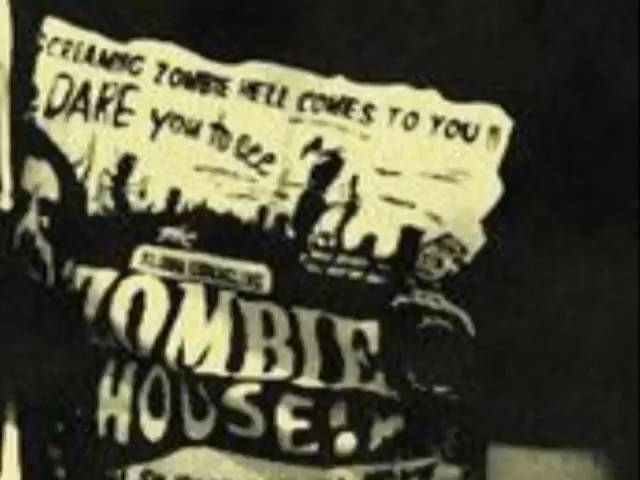 SCREAMING ZOMBIE HELL COMES TO YOU!!
DARE you to see
ZOMBIE
HOUSE!